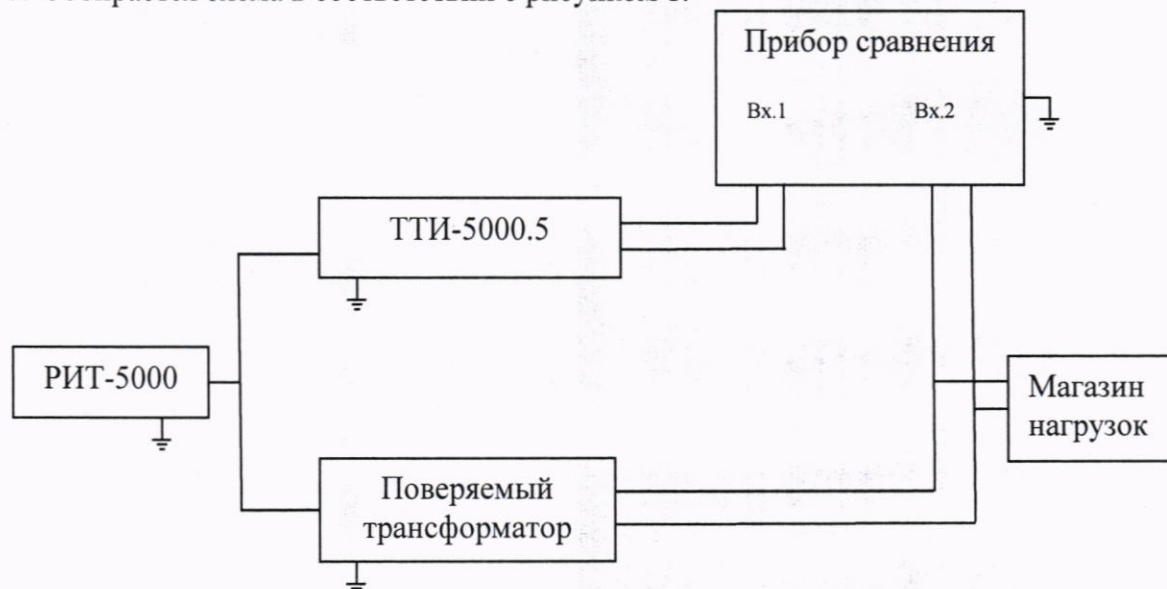 Прибор сравнения
Вх.1
Вх.2
ТТИ-5000.5
РИТ-5000
Магазин
нагрузок
Поверяемый
трансформатор